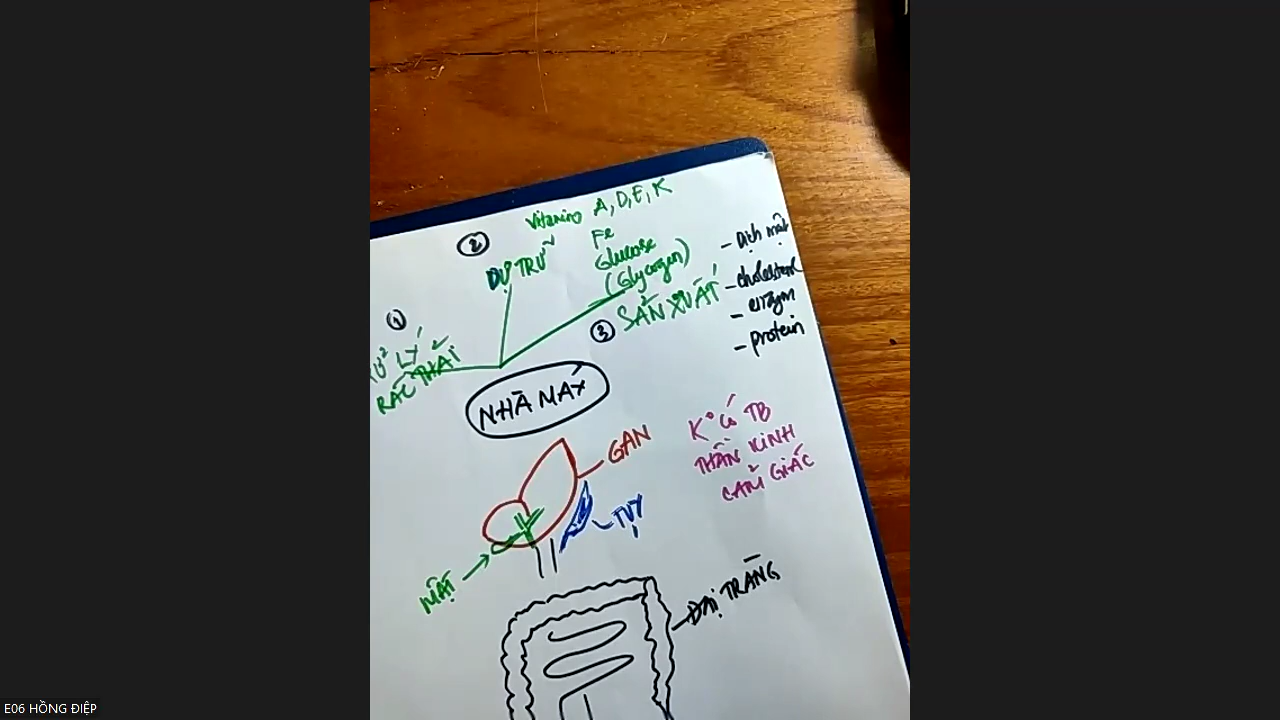 Vitamin A, D, E, K
②
DỰ TRỮ
Fe
Glucose
(Glycogen)
- Dịch mật
- cholesterol
- enzym
- protein
①
XỬ LÝ
RÁC THẢI
③ SẢN XUẤT
NHÀ MÁY
GAN
K° có TB
THẦN KINH
CẢM GIÁC
TỤY
MẬT
ĐẠI TRÀNG
E06 HỒNG ĐIỆP